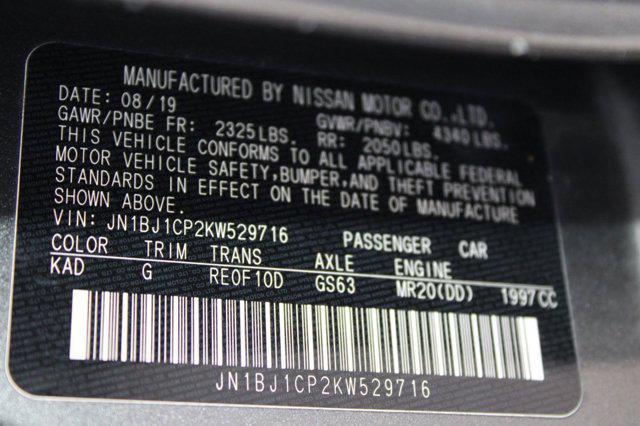 MANUFACTURED BY NISSAN MOTOR CO.,LTD.
DATE: 08/19 GVWR/PNBV: 4340LBS.
GAWR/PNBE FR: 2325LBS. RR: 2050LBS.
THIS VEHICLE CONFORMS TO ALL APPLICABLE FEDERAL
MOTOR VEHICLE SAFETY,BUMPER,AND THEFT PREVENTION
STANDARDS IN EFFECT ON THE DATE OF MANUFACTURE
SHOWN ABOVE.
VIN: JN1BJ1CP2KW529716 PASSENGER CAR
COLOR TRIM TRANS AXLE ENGINE
KAD G RE0F10D GS63 MR20(DD) 1997CC
JN1BJ1CP2KW529716